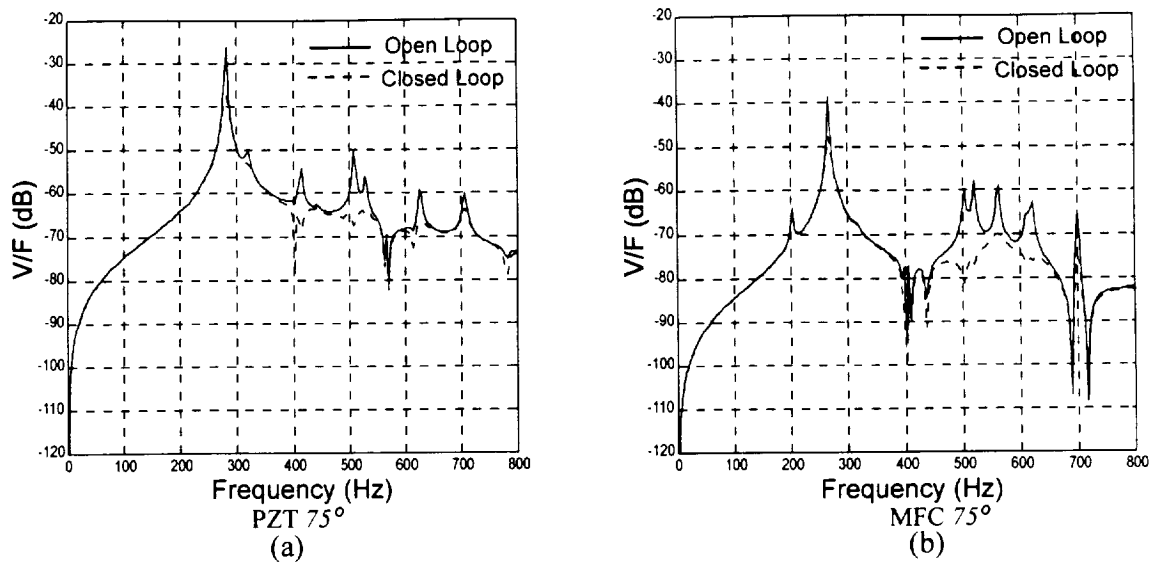 -20
-30
-40
-50
-60
-70
-80
-90
-100
-110
-120
V/F (dB)
Open Loop
Closed Loop
0 100 200 300 400 500 600 700 800
Frequency (Hz)
PZT 75°
(a)
-20
-30
-40
-50
-60
-70
-80
-90
-100
-110
-120
V/F (dB)
Open Loop
Closed Loop
0 100 200 300 400 500 600 700 800
Frequency (Hz)
MFC 75°
(b)